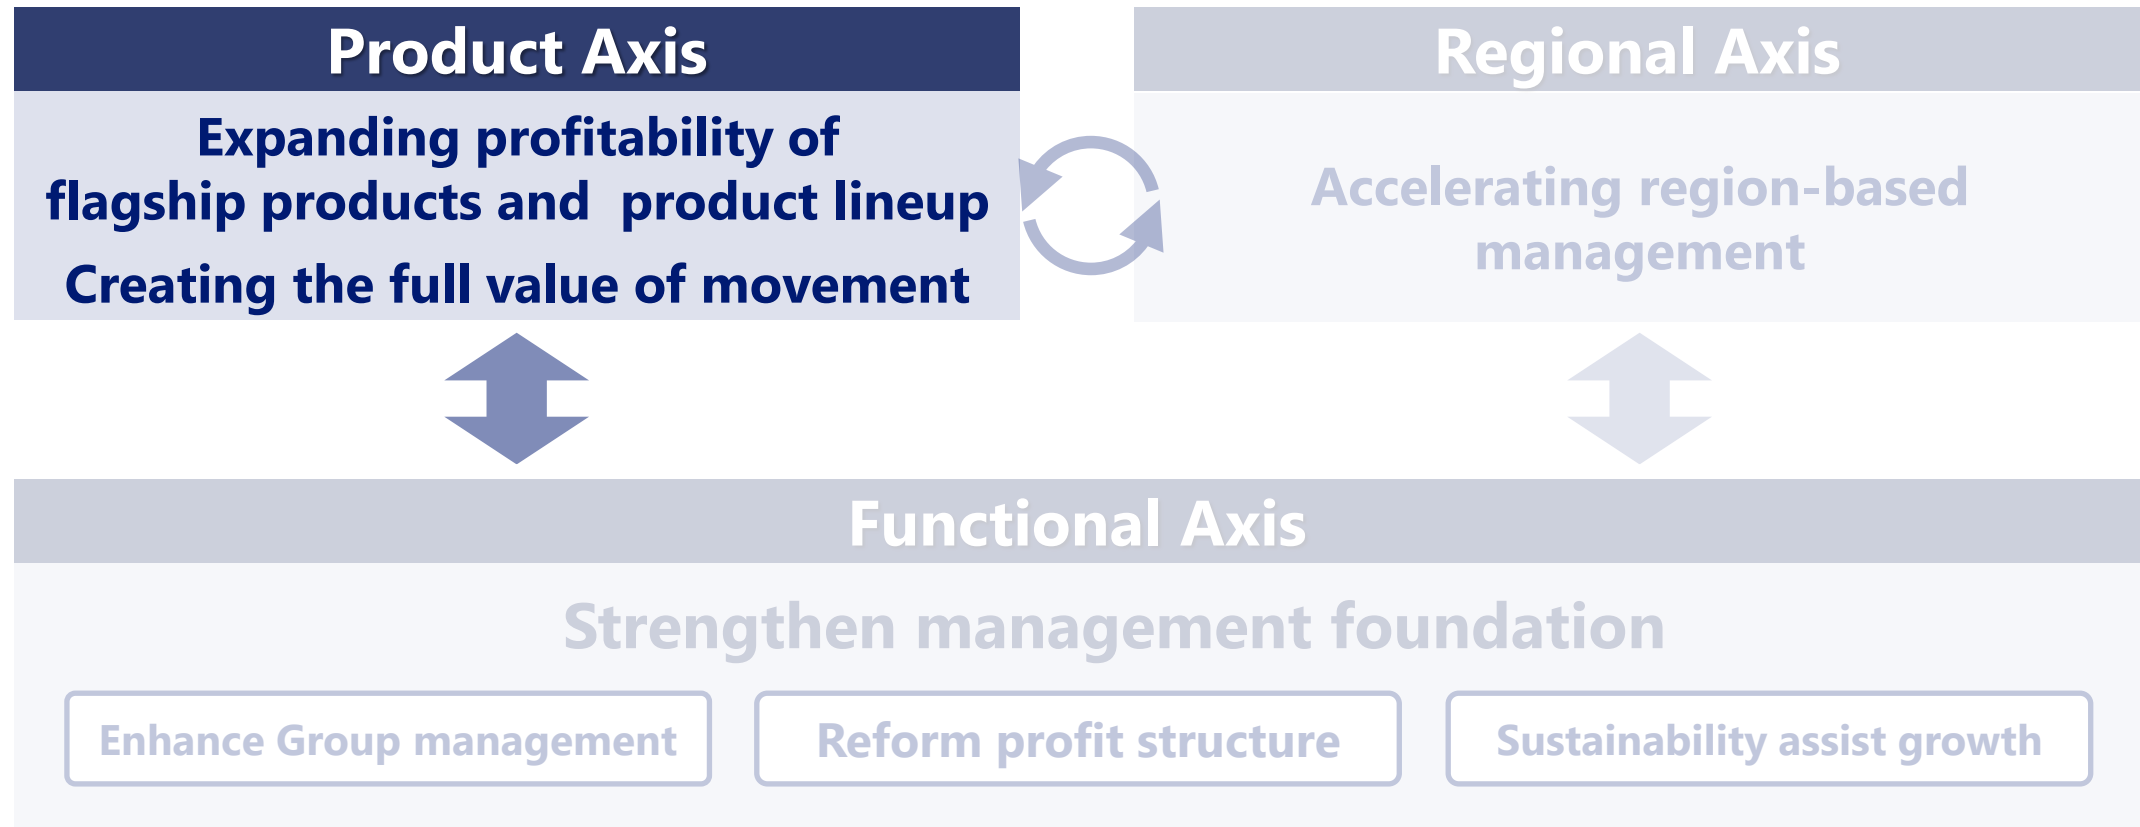 Product Axis
Expanding profitability of
flagship products and product lineup
Creating the full value of movement
Regional Axis
Accelerating region-based
management
Functional Axis
Strengthen management foundation
Enhance Group management
Reform profit structure
Sustainability assist growth